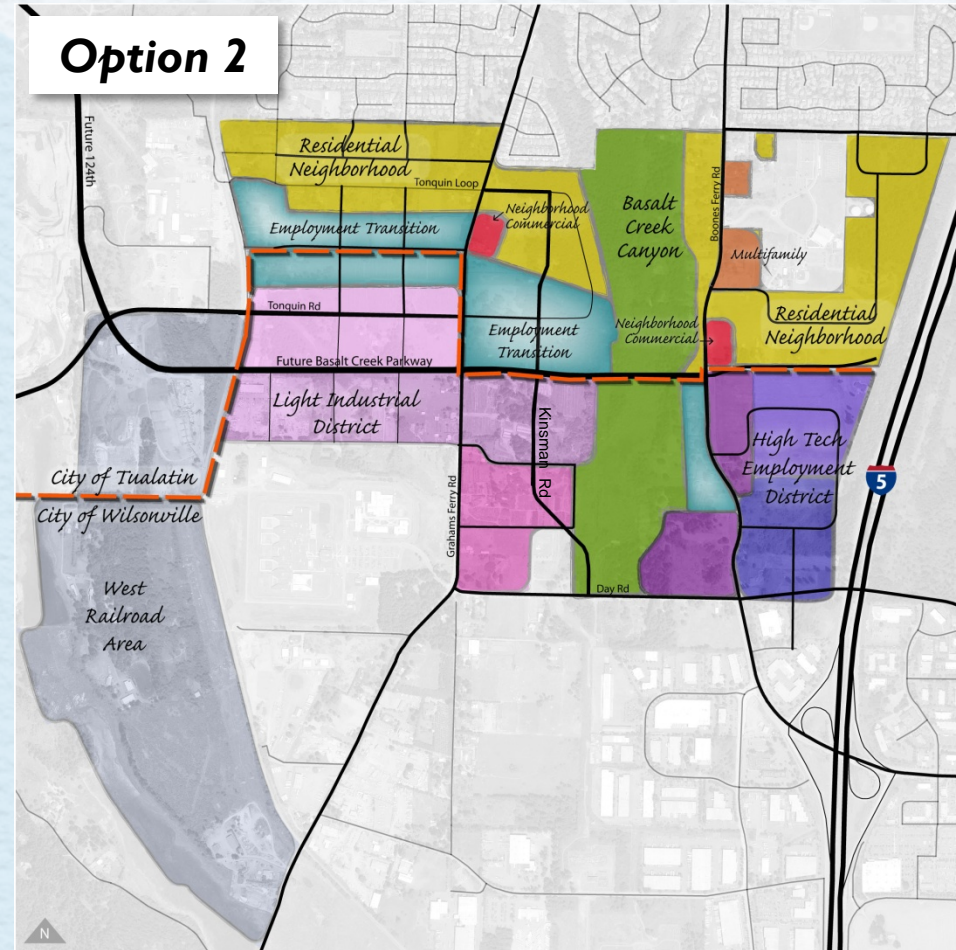 Option 2
Future 124th
Residential
Neighborhood
Tonquin Loop
Employment Transition
Neighborhood
Commercial
Basalt
Creek
Canyon
Boones Ferry Rd
Multifamily
Tonquin Rd
Employment
Transition
Neighborhood
Commercial
Residential
Neighborhood
Future Basalt Creek Parkway
Light Industrial
District
Kinsman Rd
High Tech
Employment
District
5
City of Tualatin
City of Wilsonville
Grahams Ferry Rd
West
Railroad
Area
Day Rd
N